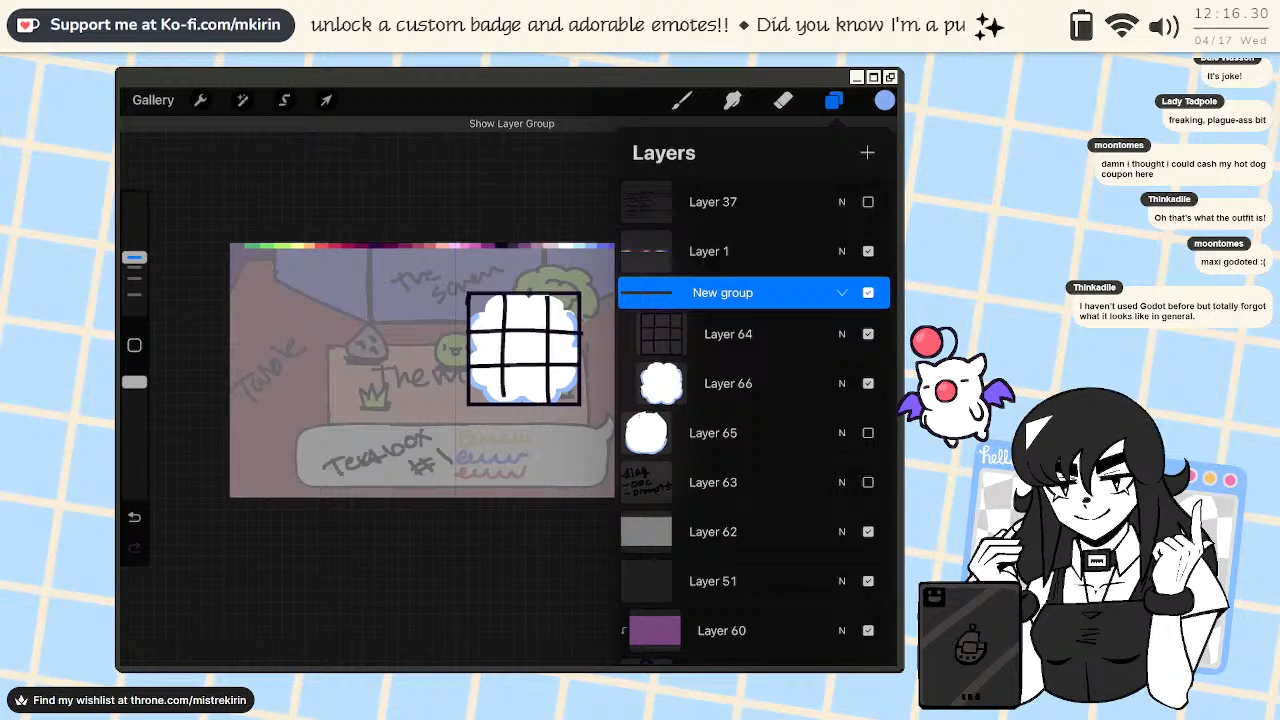 Support me at Ko-fi.com/mkirin
unlock a custom badge and adorable emotes!! ◆ Did you know I'm a pu
12:16.30
04/17 Wed
Gallery
Show Layer Group
Layers
Layer 37 N
Layer 1 N
New group
Layer 64 N
Layer 66 N
Layer 65 N
Layer 63 N
Layer 62 N
Layer 51 N
Layer 60 N
Table
The
Textbox
It's joke!
Lady Tadpole
freaking, plague-ass bit
moontomes
damn i thought i could cash my hot dog
coupon here
Thinkadile
Oh that's what the outfit is!
moontomes
maxi godoted :(
Thinkadile
I haven't used Godot before but totally forgot
what it looks like in general.
hello
Find my wishlist at throne.com/mistrekirin